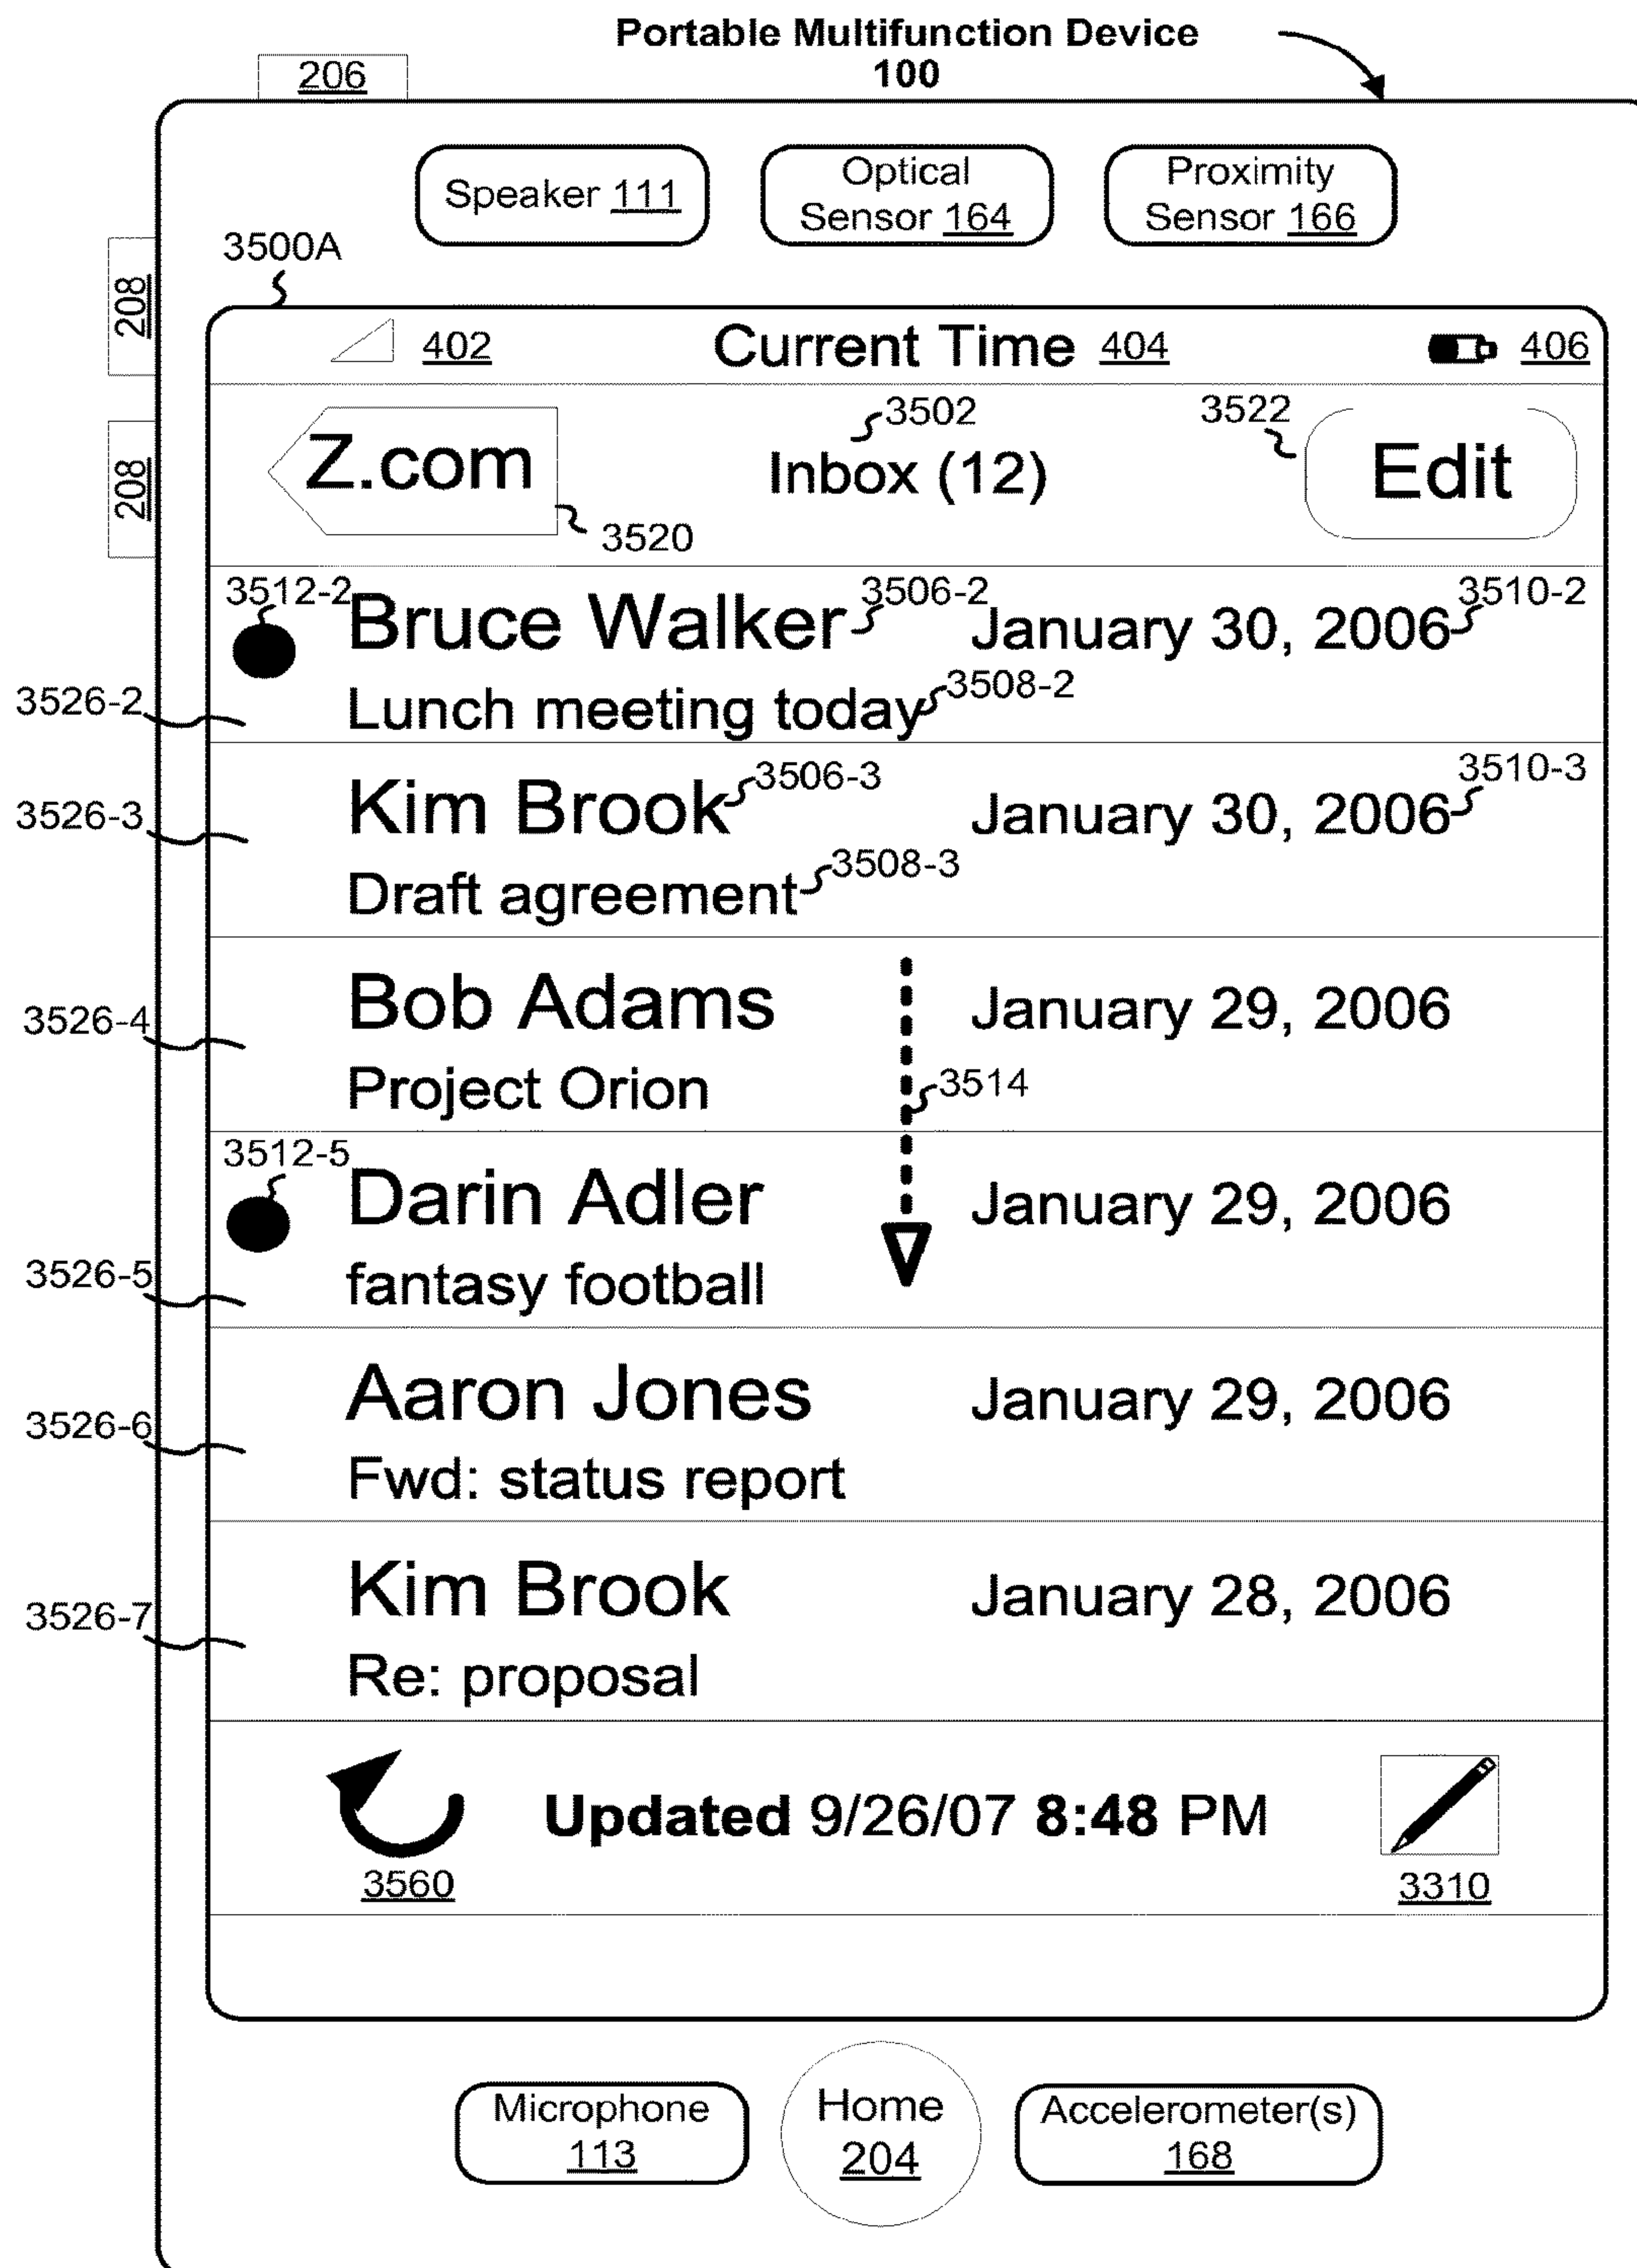 Portable Multifunction Device
100
206
Speaker 111
Optical
Sensor 164
Proximity
Sensor 166
3500A
208
402
Current Time 404
406
3502
3522
Z.com
Inbox (12)
Edit
208
3520
3512-2
Bruce Walker
3506-2
January 30, 2006
3510-2
3526-2
Lunch meeting today
3508-2
Kim Brook
3506-3
January 30, 2006
3510-3
3526-3
Draft agreement
3508-3
Bob Adams
January 29, 2006
3526-4
Project Orion
3514
3512-5
Darin Adler
January 29, 2006
3526-5
fantasy football
Aaron Jones
January 29, 2006
3526-6
Fwd: status report
Kim Brook
January 28, 2006
3526-7
Re: proposal
Updated 9/26/07 8:48 PM
3560
3310
Microphone
113
Home
204
Accelerometer(s)
168